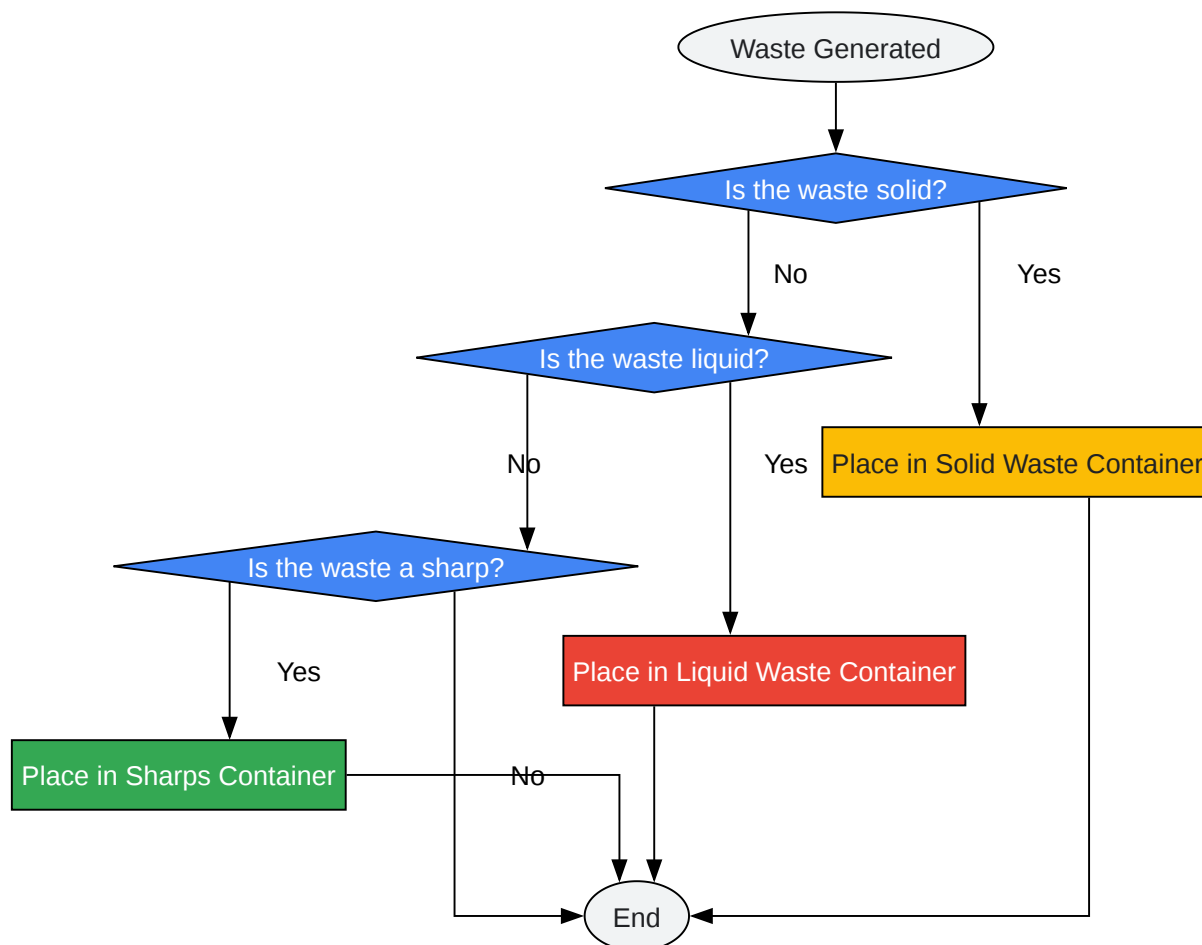 Waste Generated
Is the waste solid?
No
Yes
Is the waste liquid?
No
Yes
Place in Solid Waste Container
Is the waste a sharp?
Yes
Place in Liquid Waste Container
Place in Sharps Container
No
End